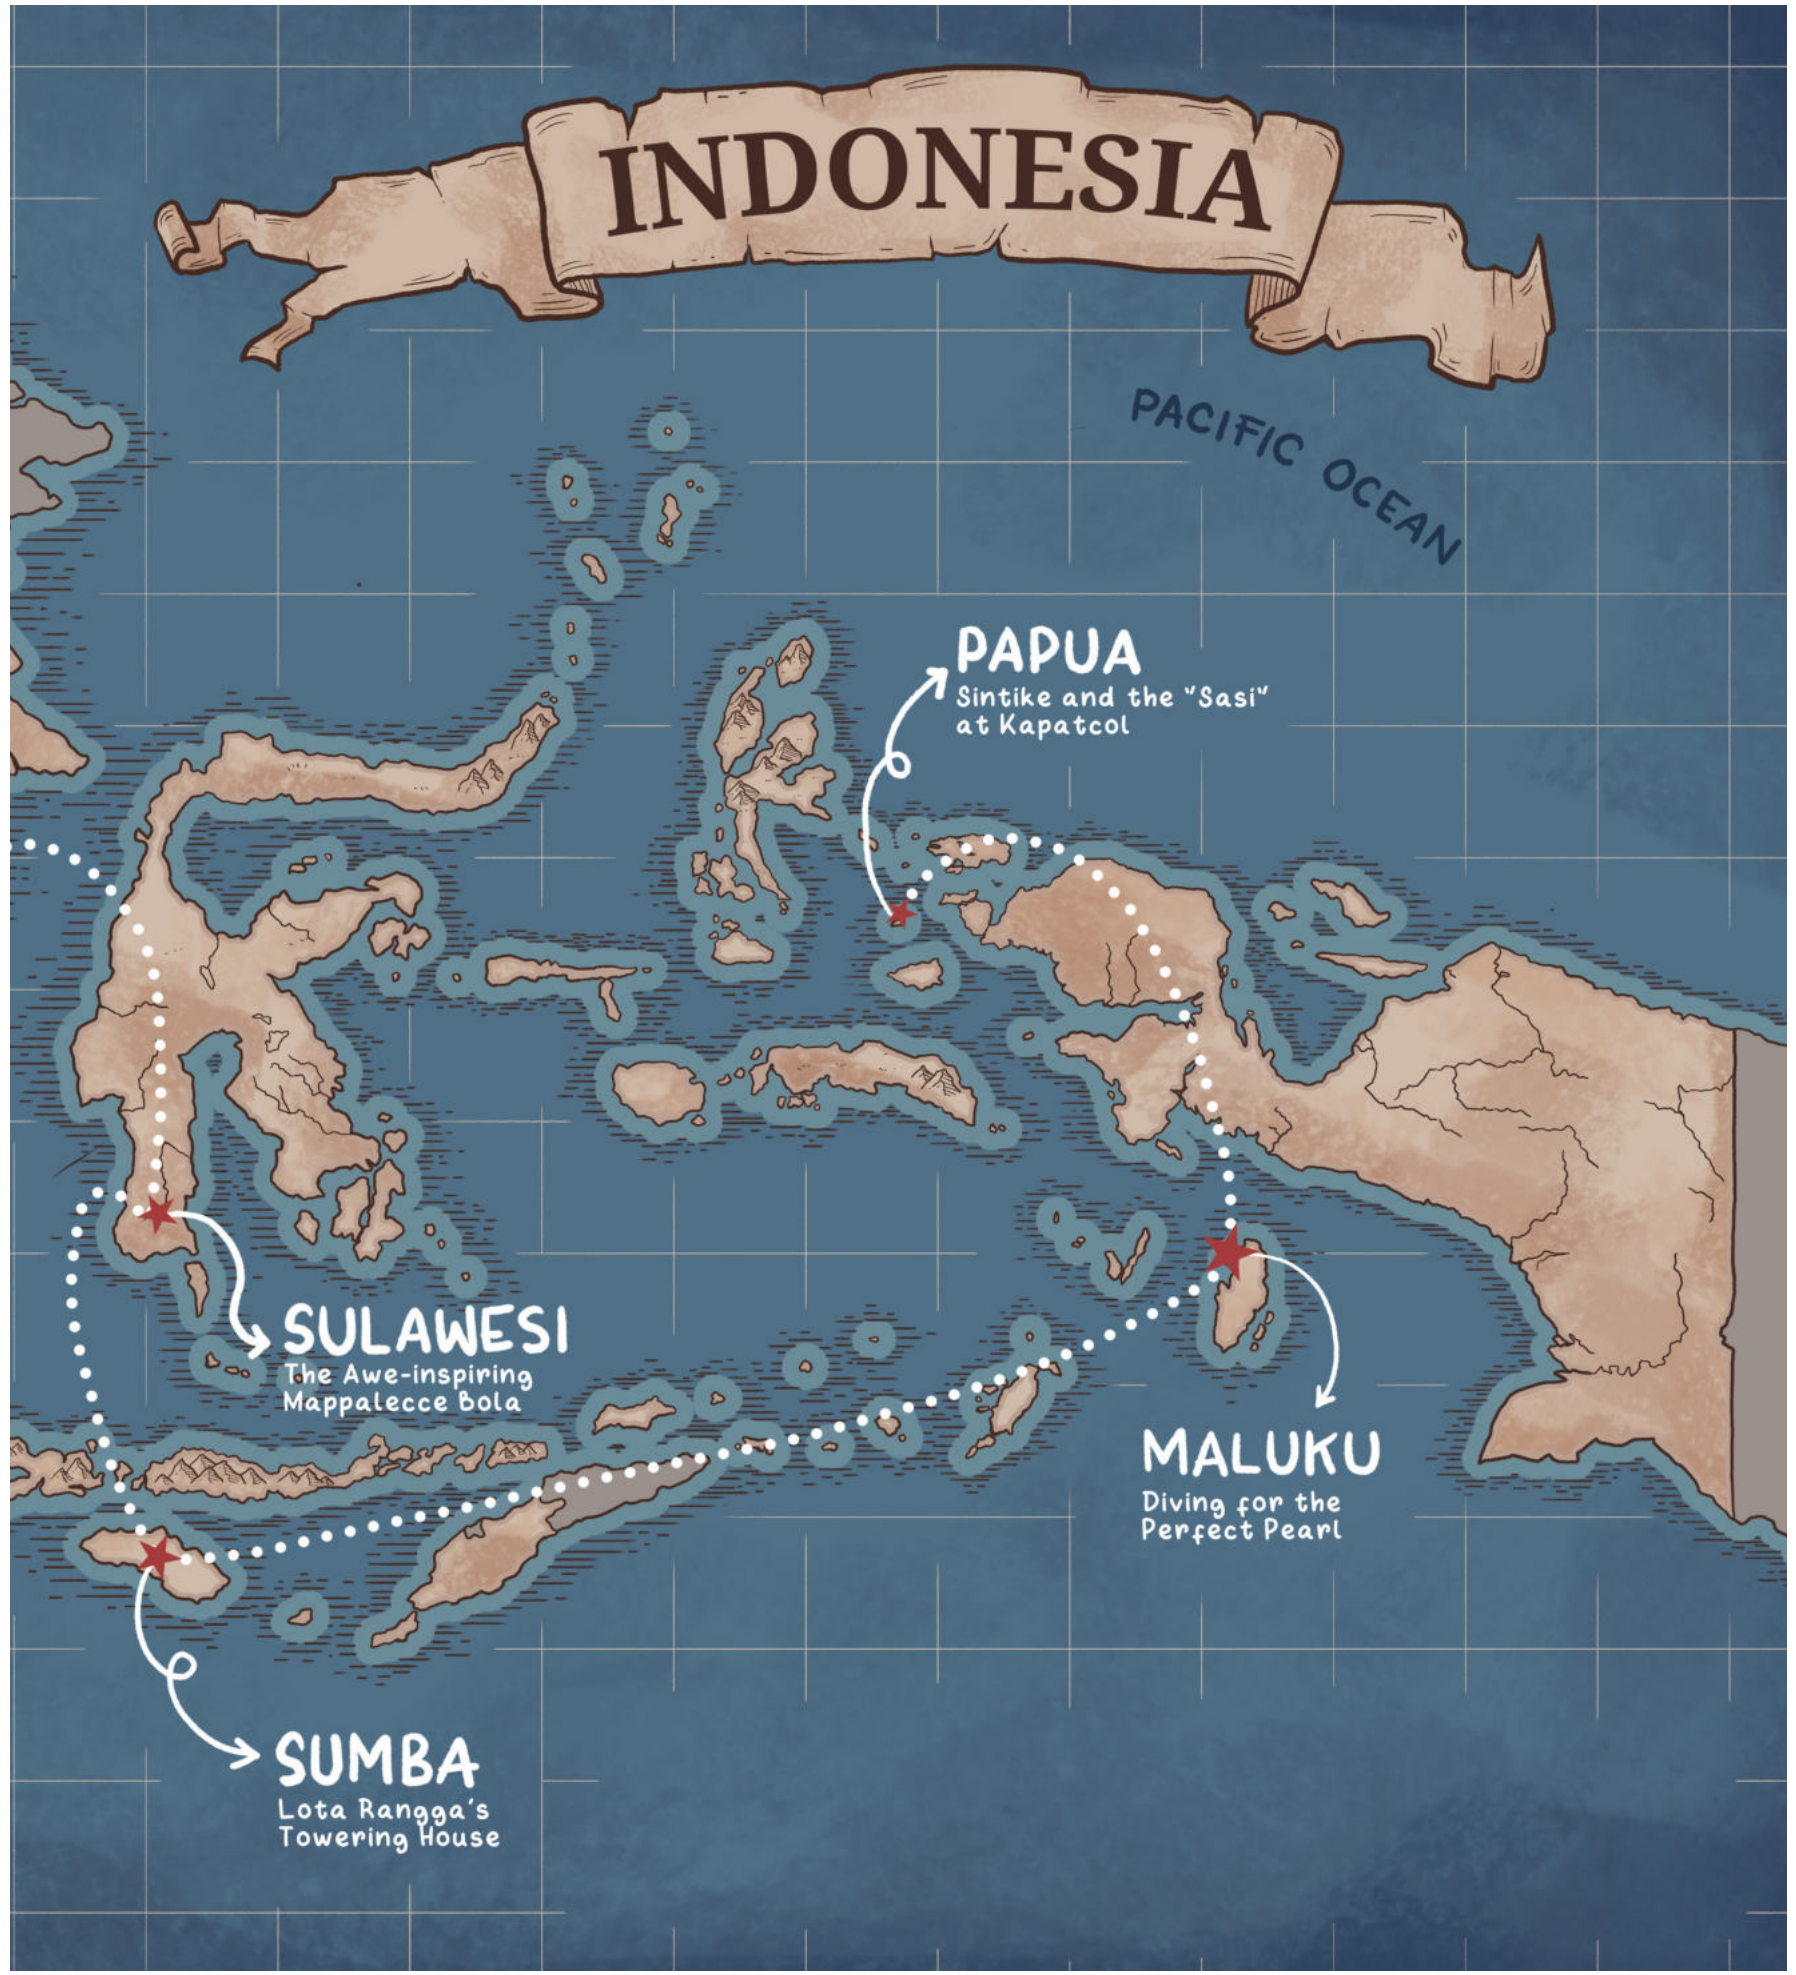 INDONESIA
PACIFIC OCEAN
PAPUA
Sintike and the "Sasi"
at Kapatcol
SULAWESI
The Awe-inspiring
Mappalecce Bola
MALUKU
Diving for the
Perfect Pearl
SUMBA
Lota Rangga's
Towering House